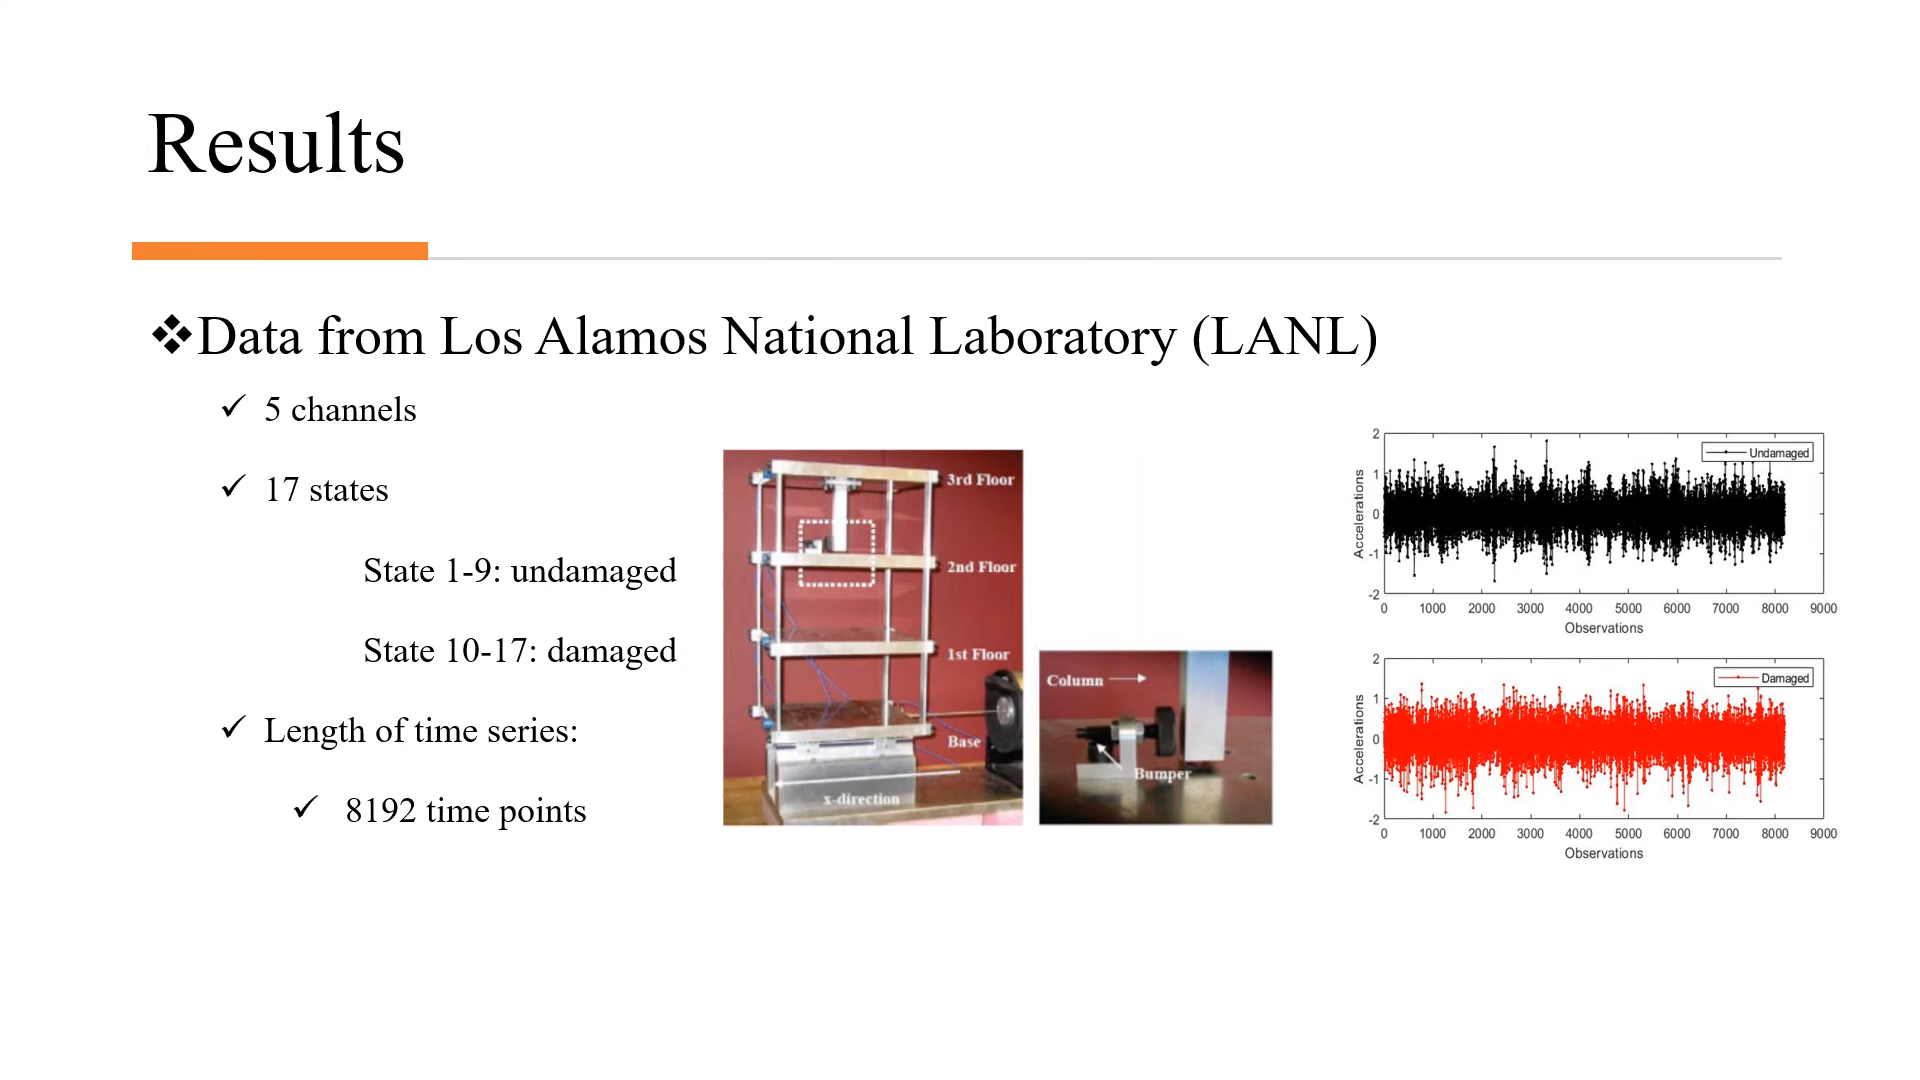 Results
❖Data from Los Alamos National Laboratory (LANL)
✓ 5 channels
✓ 17 states
State 1-9: undamaged
State 10-17: damaged
✓ Length of time series:
✓ 8192 time points
3rd Floor
2nd Floor
1st Floor
Base
x-direction
Column
Bumper
Undamaged
Accelerations
2
1
0
-1
-2
0 1000 2000 3000 4000 5000 6000 7000 8000 9000
Observations
Damaged
Accelerations
2
1
0
-1
-2
0 1000 2000 3000 4000 5000 6000 7000 8000 9000
Observations